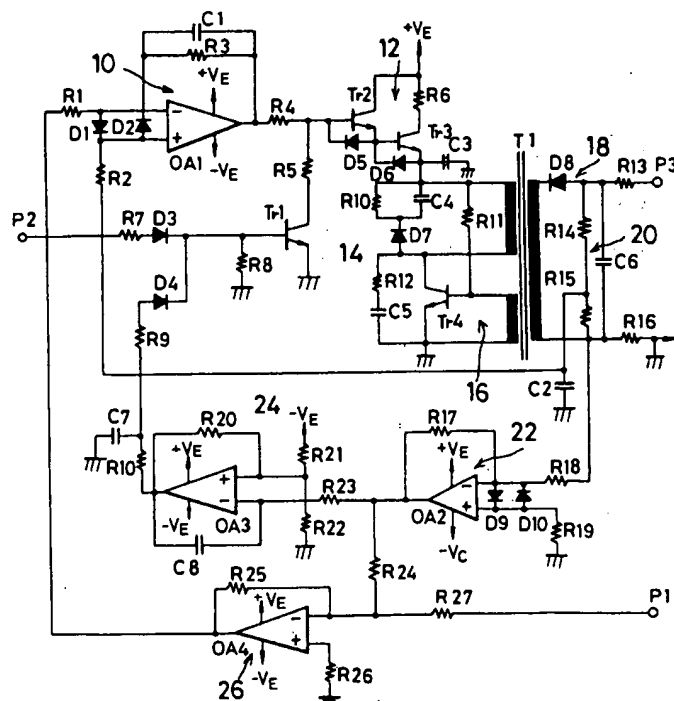 C1
R3
+VE
10
+VE
12
R1
R4
Tr2
R6
D1
D2
Tr3
T1
OA1
-VE
D5
C3
D8
18
R13
P3
R2
R5
D6
R10
C4
R11
R14
20
P2
R7
D3
Tr1
14
D7
C6
R8
R12
R15
D4
C5
Tr4
R16
R9
16
C2
R20
24
-VE
R17
C7
+VE
R21
+VE
22
R18
R10
OA3
R23
OA2
D9
D10
R19
-VE
R22
-VC
C8
R24
R25
+VE
R27
P1
OA4
R26
26
-VE